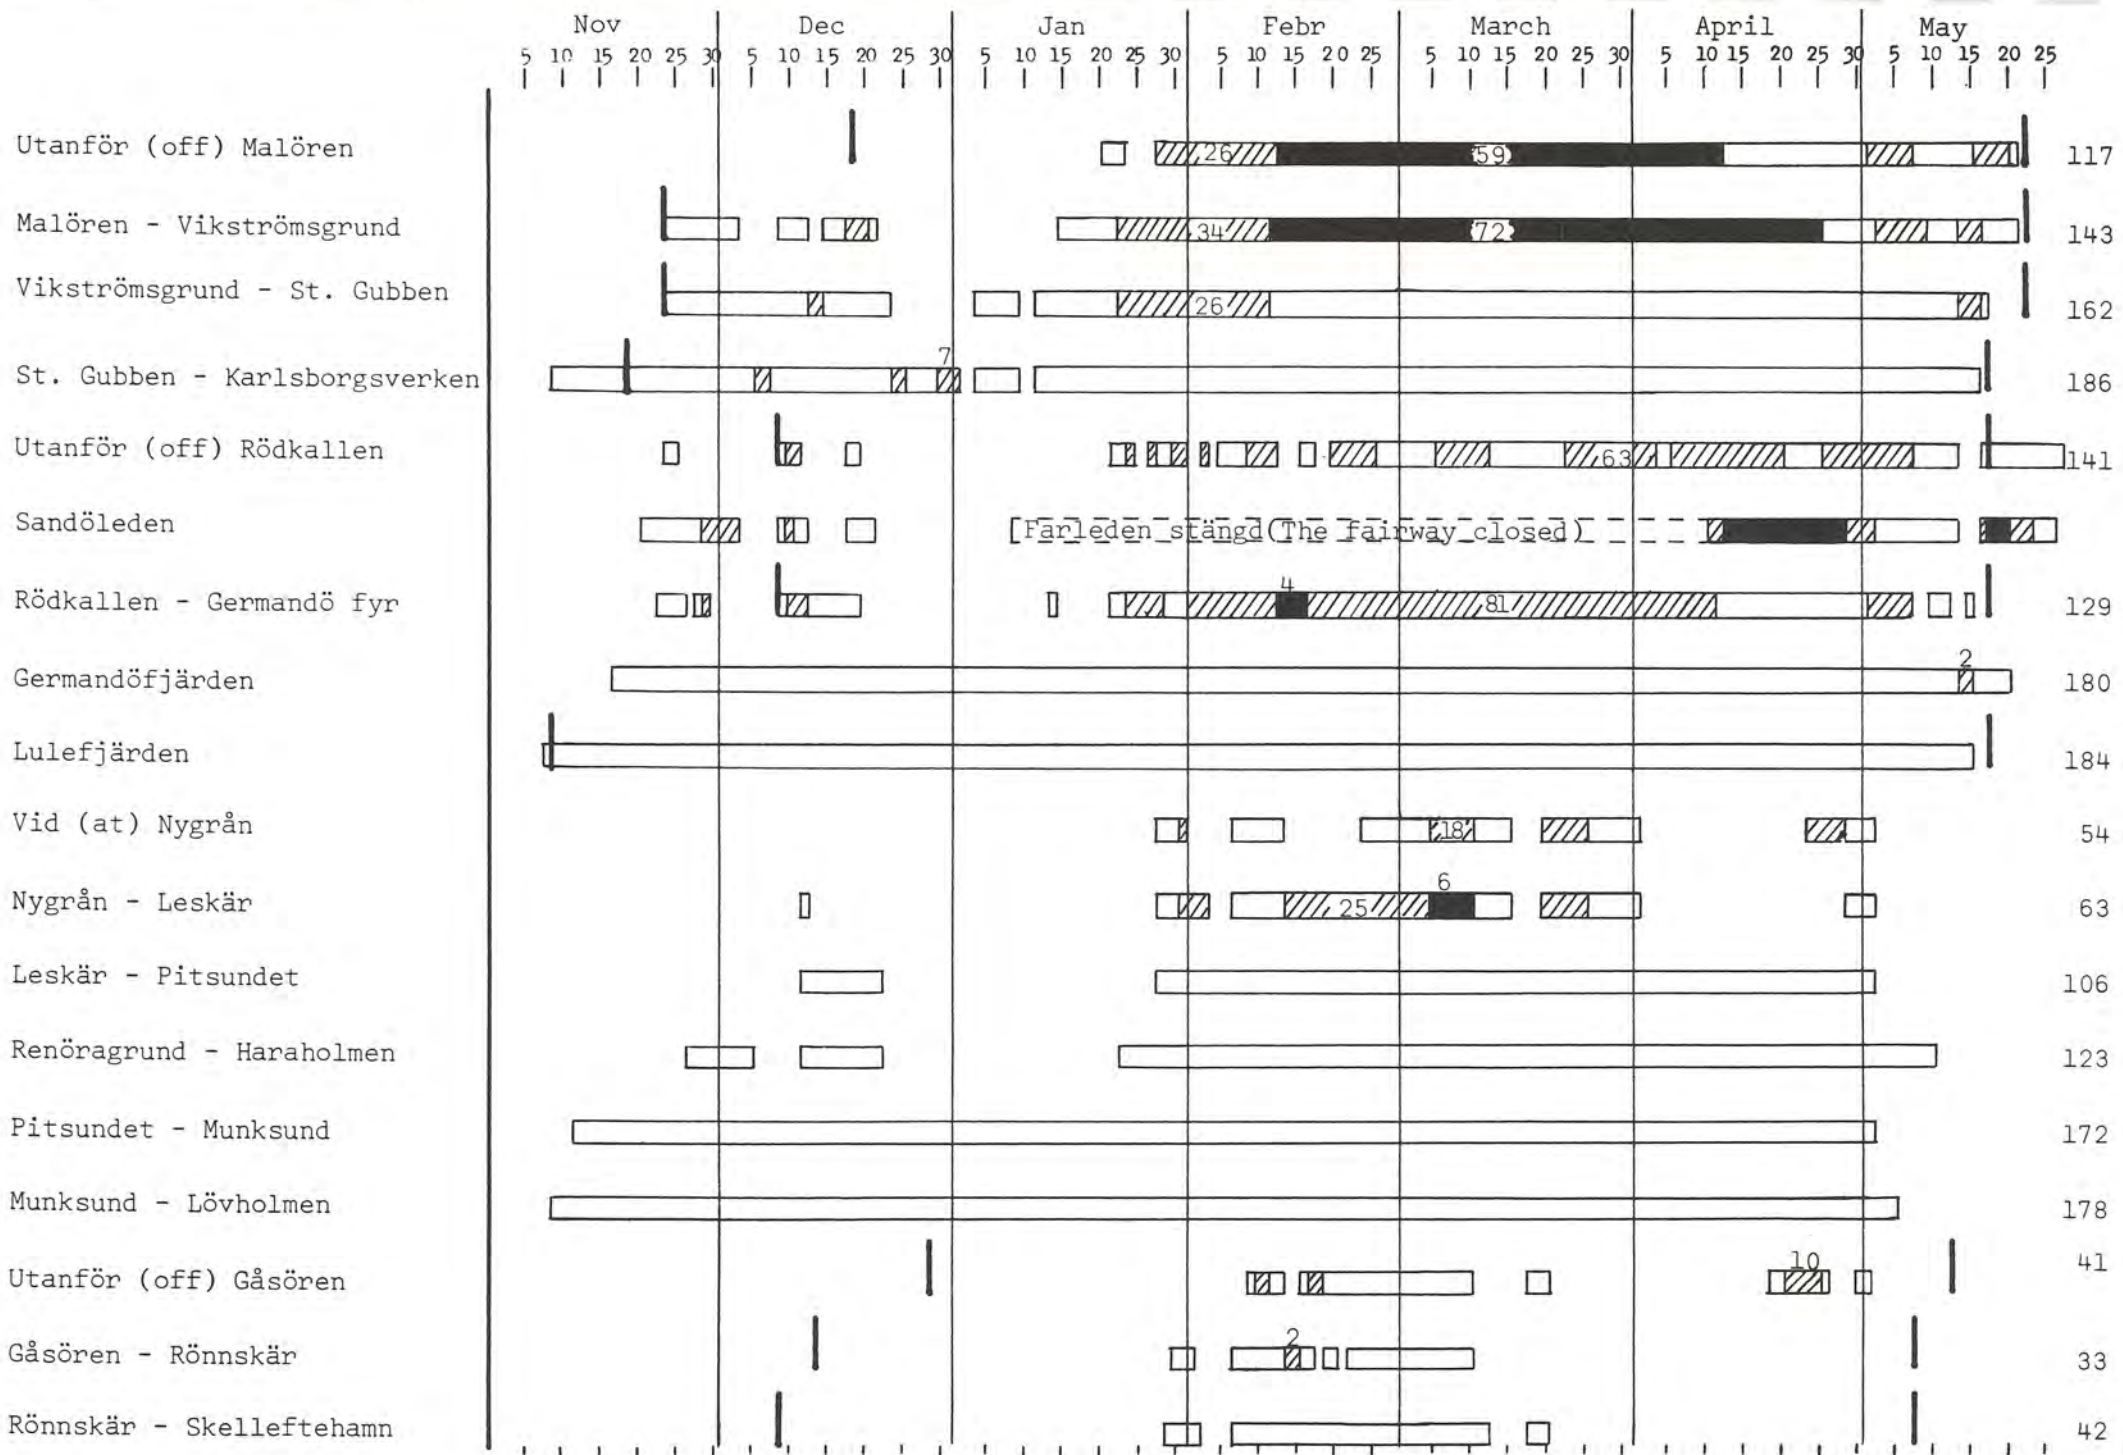 Nov Dec Jan Febr March April May
5 10 15 20 25 30 5 10 15 20 25 30 5 10 15 20 25 30 5 10 15 20 25 5 10 15 20 25 30 5 10 15 20 25 30 5 10 15 20 25
Utanför (off) Malören 26 59 117
Malören - Vikströmsgrund 34 72 143
Vikströmsgrund - St. Gubben 26 162
7
St. Gubben - Karlsborgsverken 186
Utanför (off) Rödkallen 63 141
Sandöleden Farleden stängd (The fairway closed)
4
Rödkallen - Germandö fyr 81 129
2
Germandöfjärden 180
Lulefjärden 184
Vid (at) Nygrån 18 54
6
Nygrån - Leskär 25 63
Leskär - Pitsundet 106
Renöragrund - Haraholmen 123
Pitsundet - Munksund 172
Munksund - Lövholmen 178
10 41
Utanför (off) Gåsören
2
Gåsören - Rönnskär 33
Rönnskär - Skelleftehamn 42